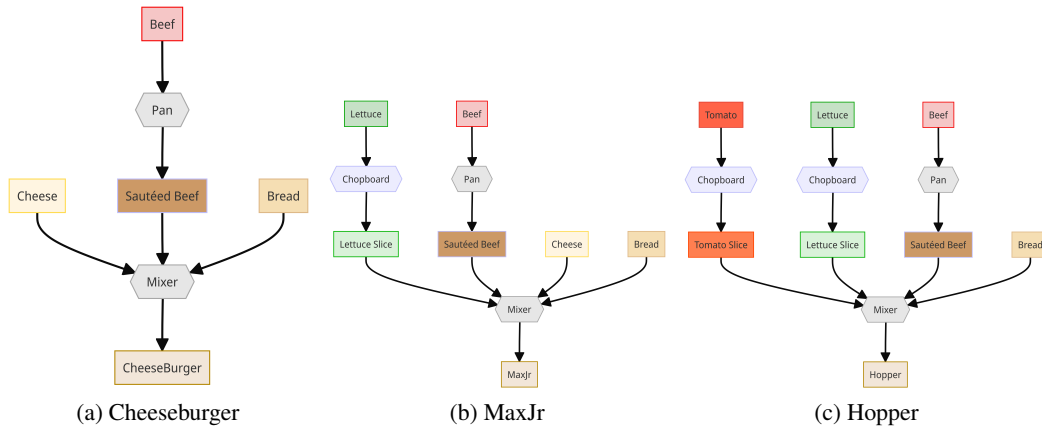 Beef
Pan
Cheese
Sautéed Beef
Bread
Mixer
CheeseBurger
(a) Cheeseburger
Lettuce
Beef
Chopboard
Pan
Lettuce Slice
Sautéed Beef
Cheese
Bread
Mixer
MaxJr
(b) MaxJr
Tomato
Lettuce
Beef
Chopboard
Chopboard
Pan
Tomato Slice
Lettuce Slice
Sautéed Beef
Bread
Mixer
Hopper
(c) Hopper